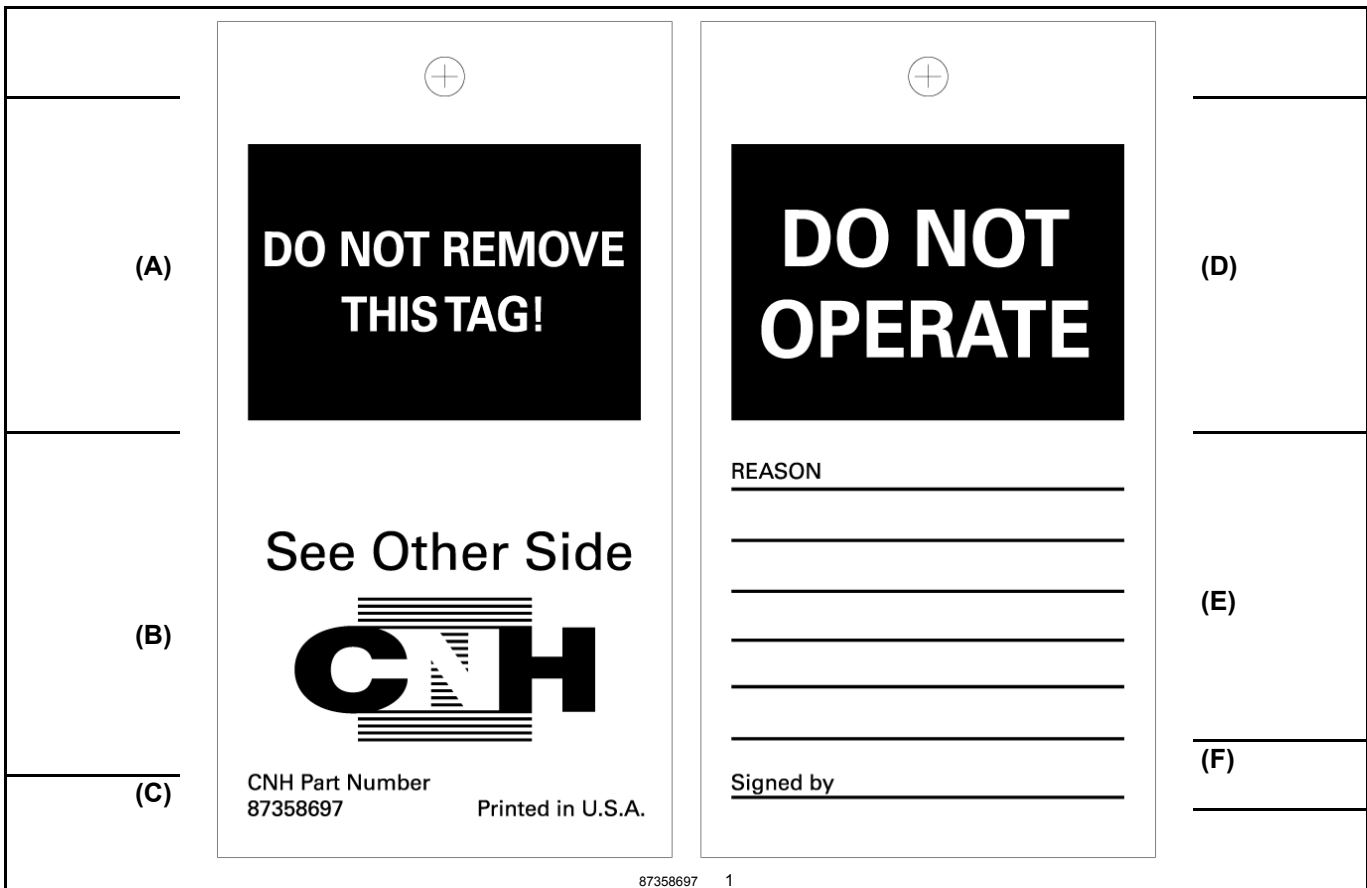 (A)
DO NOT REMOVE
THIS TAG!
(B)
See Other Side
CNH
(C)
CNH Part Number
87358697
Printed in U.S.A.
DO NOT
OPERATE
(D)
REASON
(E)
(F)
Signed by
87358697 1